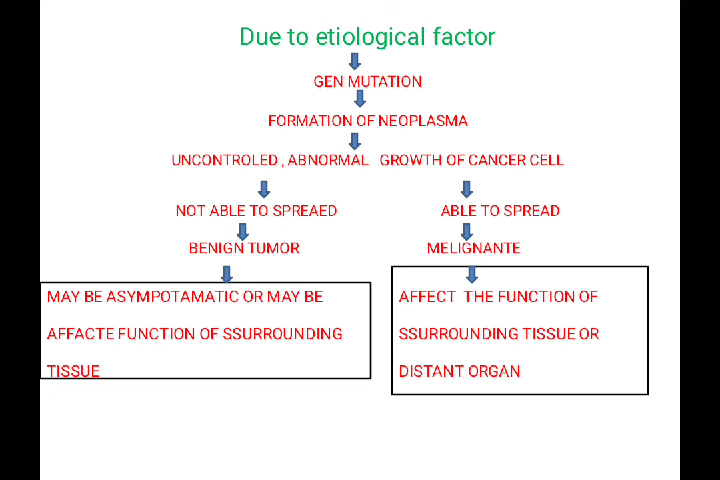 Due to etiological factor
GEN MUTATION
FORMATION OF NEOPLASMA
UNCONTROLED , ABNORMAL GROWTH OF CANCER CELL
NOT ABLE TO SPREAED
ABLE TO SPREAD
BENIGN TUMOR
MELIGNANTE
MAY BE ASYMPOTAMATIC OR MAY BE
AFFACTE FUNCTION OF SSURROUNDING
TISSUE
AFFECT THE FUNCTION OF
SSURROUNDING TISSUE OR
DISTANT ORGAN